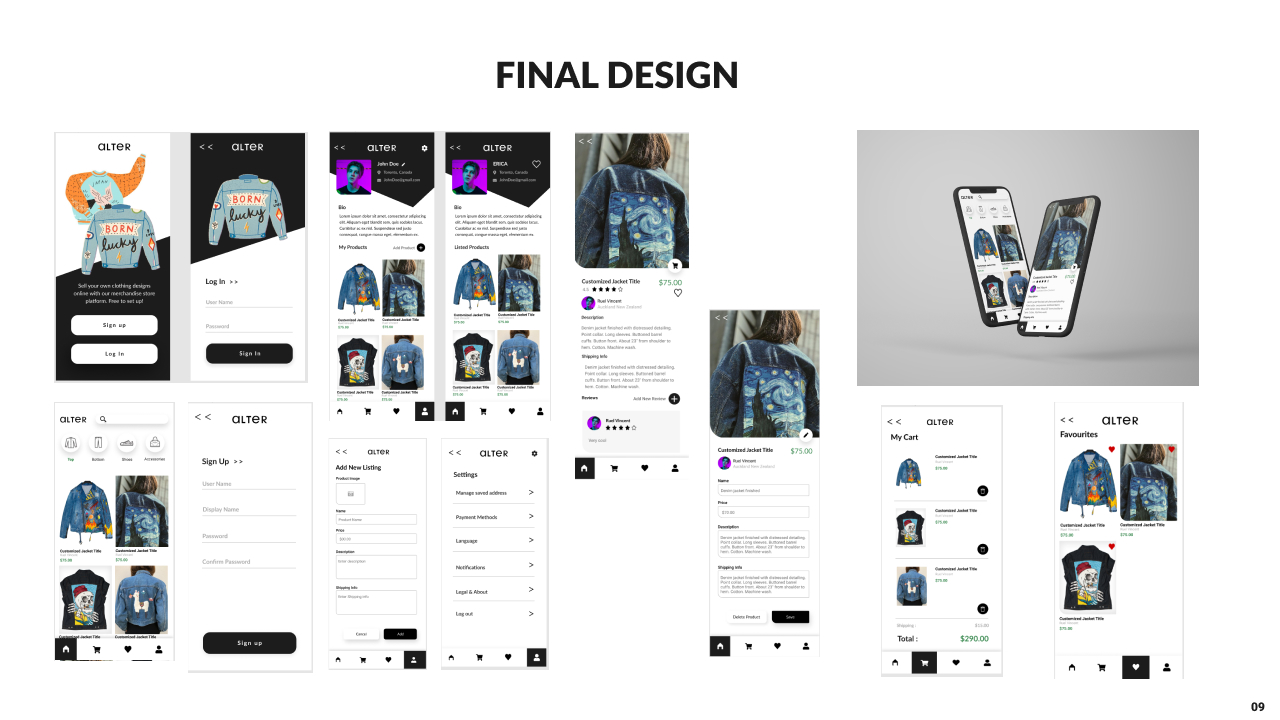 FINAL DESIGN
ALTER
BORN
lucky
Sell your own clothing designs
online with our merchandise store
platform. Free to set up!
Sign up
Log In
< <
ALTER
BORN
lucky
Log In >>
User Name
Password
Sign In
< <
ALTER
John Doe
Toronto, Canada
JohnDoe@gmail.com
Bio
Lorem ipsum dolor sit amet, consectetur adipiscing
elit. Aliquam eget blandit sem, quis sodales lacus.
Curabitur ac ex nisl. Suspendisse vel justo
consequat, congue massa eget, elementum ex.
My Products
Add Product
Customized Jacket Title
$75.00
Customized Jacket Title
$75.00
Customized Jacket Title
$75.00
Customized Jacket Title
$75.00
< <
ALTER
ERICA
Toronto, Canada
JohnDoe@gmail.com
Bio
Lorem ipsum dolor sit amet, consectetur adipiscing
elit. Aliquam eget blandit sem, quis sodales lacus.
Curabitur ac ex nisl. Suspendisse vel justo
consequat, congue massa eget, elementum ex.
Listed Products
Customized Jacket Title
$75.00
Customized Jacket Title
$75.00
Customized Jacket Title
$75.00
Customized Jacket Title
$75.00
< <
Customized Jacket Title
$75.00
4.5
Rual Vincent
Auckland New Zealand
Description
Denim jacket finished with distressed detailing.
Point collar. Long sleeves. Buttoned barrel
cuffs. Button front. About 23" from shoulder to
hem. Cotton. Machine wash.
Shipping Info
Denim jacket finished with distressed detailing.
Point collar. Long sleeves. Buttoned barrel
cuffs. Button front. About 23" from shoulder to
hem. Cotton. Machine wash.
Reviews
Add New Review
Rual Vincent
Very Good
< <
Customized Jacket Title
$75.00
Rual Vincent
Auckland New Zealand
Name
Denim jacket finished
Price
$75.00
Description
Denim jacket finished with distressed detailing.
Point collar. Long sleeves. Buttoned barrel
cuffs. Button front. About 23" from shoulder to
hem. Cotton. Machine wash.
Shipping Info
Denim jacket finished with distressed detailing.
Point collar. Long sleeves. Buttoned barrel
cuffs. Button front. About 23" from shoulder to
hem. Cotton. Machine wash.
Delete Product
Save
ALTER
Top
Bottom
Shoes
Accessories
Customized Jacket Title
$75.00
Customized Jacket Title
$75.00
Customized Jacket Title
Customized Jacket Title
< <
ALTER
Sign Up >>
User Name
Display Name
Password
Confirm Password
Sign up
< <
ALTER
Add New Listing
Product Image
Name
Product Name
Price
$00.00
Description
Enter description
Shipping Info
Enter Shipping info
Cancel
Add
< <
ALTER
Settings
Manage saved address >
Payment Methods >
Language >
Notifications >
Legal & About >
Log out >
< <
ALTER
My Cart
Customized Jacket Title
$75.00
Customized Jacket Title
$75.00
Customized Jacket Title
$75.00
Shipping :
$15.00
Total :
$290.00
< <
ALTER
Favourites
Customized Jacket Title
$75.00
Customized Jacket Title
$75.00
Customized Jacket Title
$75.00
09